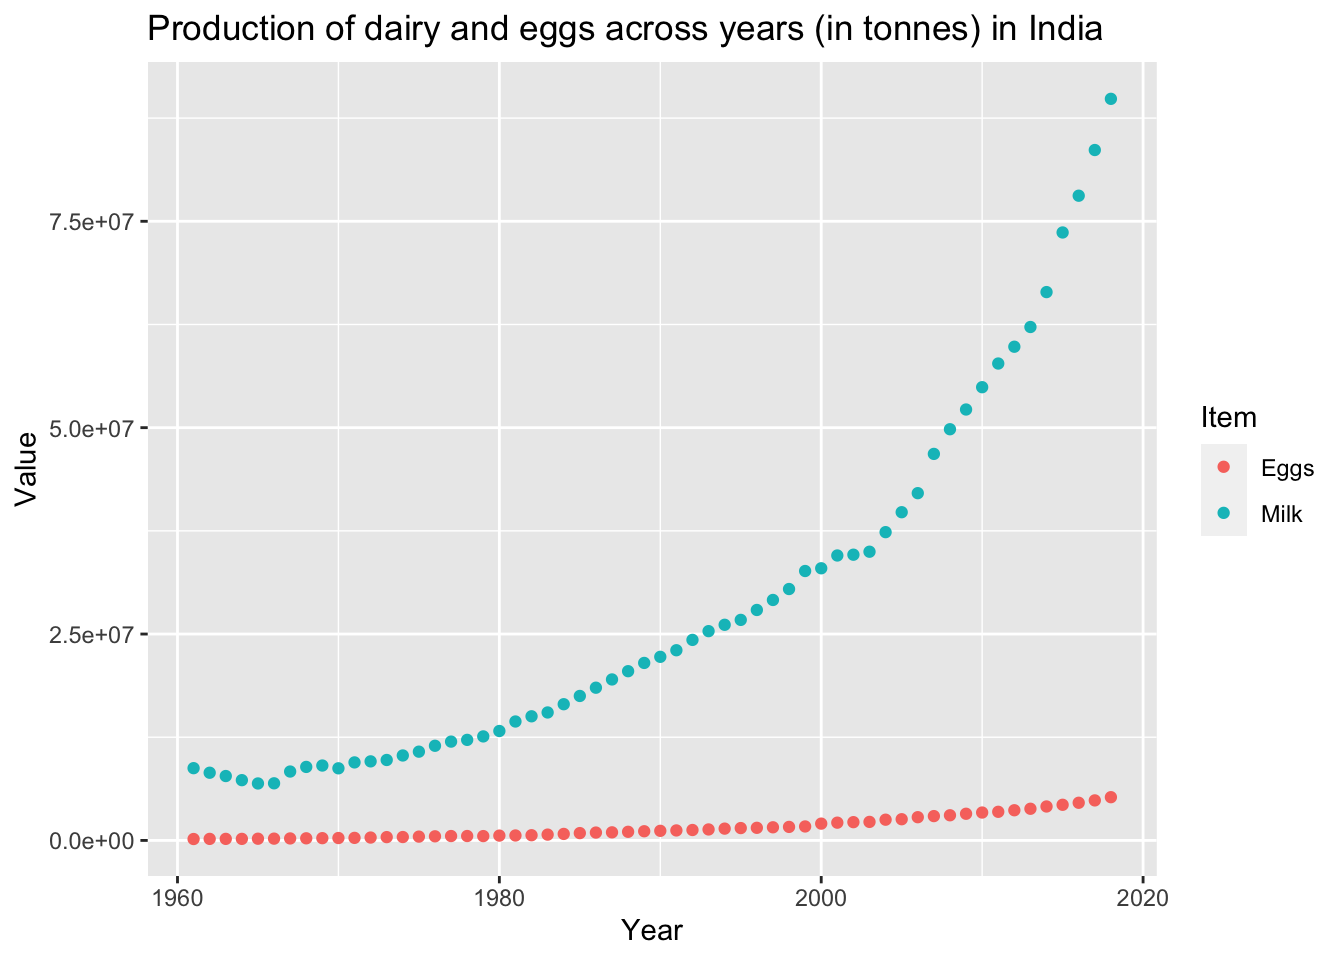 Production of dairy and eggs across years (in tonnes) in India
7.5e+07
5.0e+07
2.5e+07
0.0e+00
Value
1960 1980 2000 2020
Year
Item
Eggs
Milk